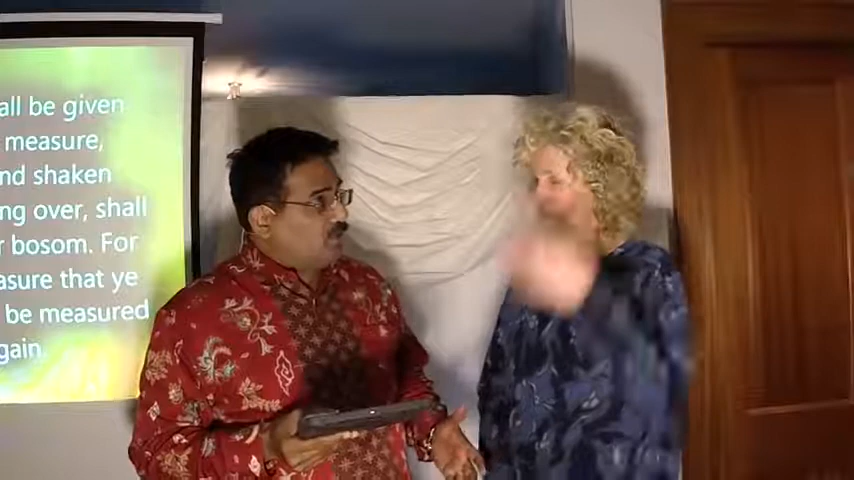 all be given
measure,
nd shaken
ng over, shall
bosom. For
asure that ye
be measured
gain.